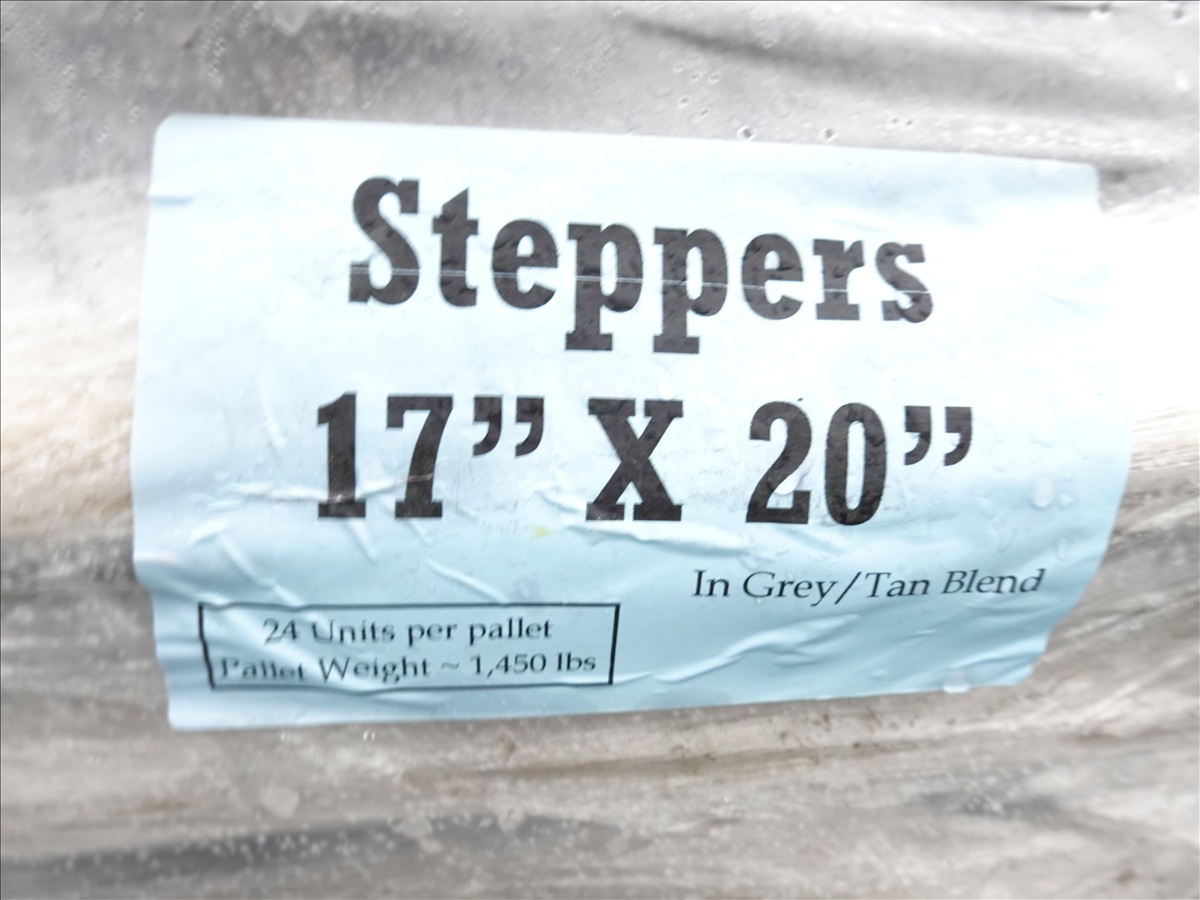 Steppers
17” X 20”
In Grey/Tan Blend
24 Units per pallet
Pallet Weight ~ 1,450 lbs